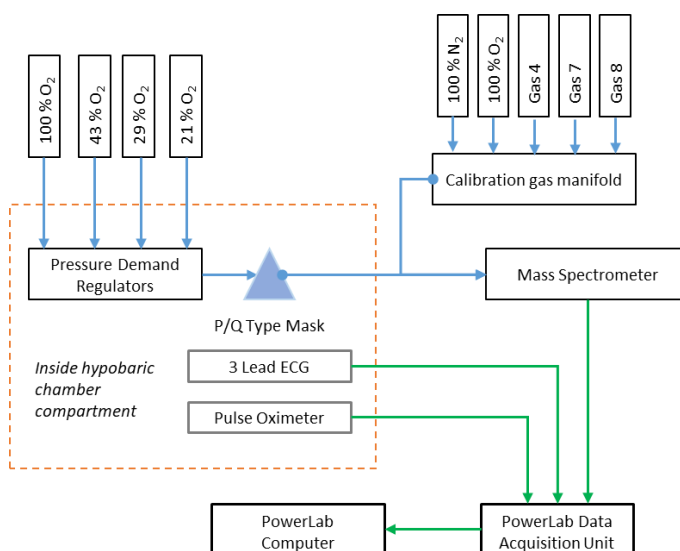 100 % O₂
43 % O₂
29 % O₂
21 % O₂
100 % N₂
100 % O₂
Gas 4
Gas 7
Gas 8
Calibration gas manifold
Pressure Demand
Regulators
Mass Spectrometer
P/Q Type Mask
Inside hypobaric
chamber
compartment
3 Lead ECG
Pulse Oximeter
PowerLab
Computer
PowerLab Data
Acquisition Unit